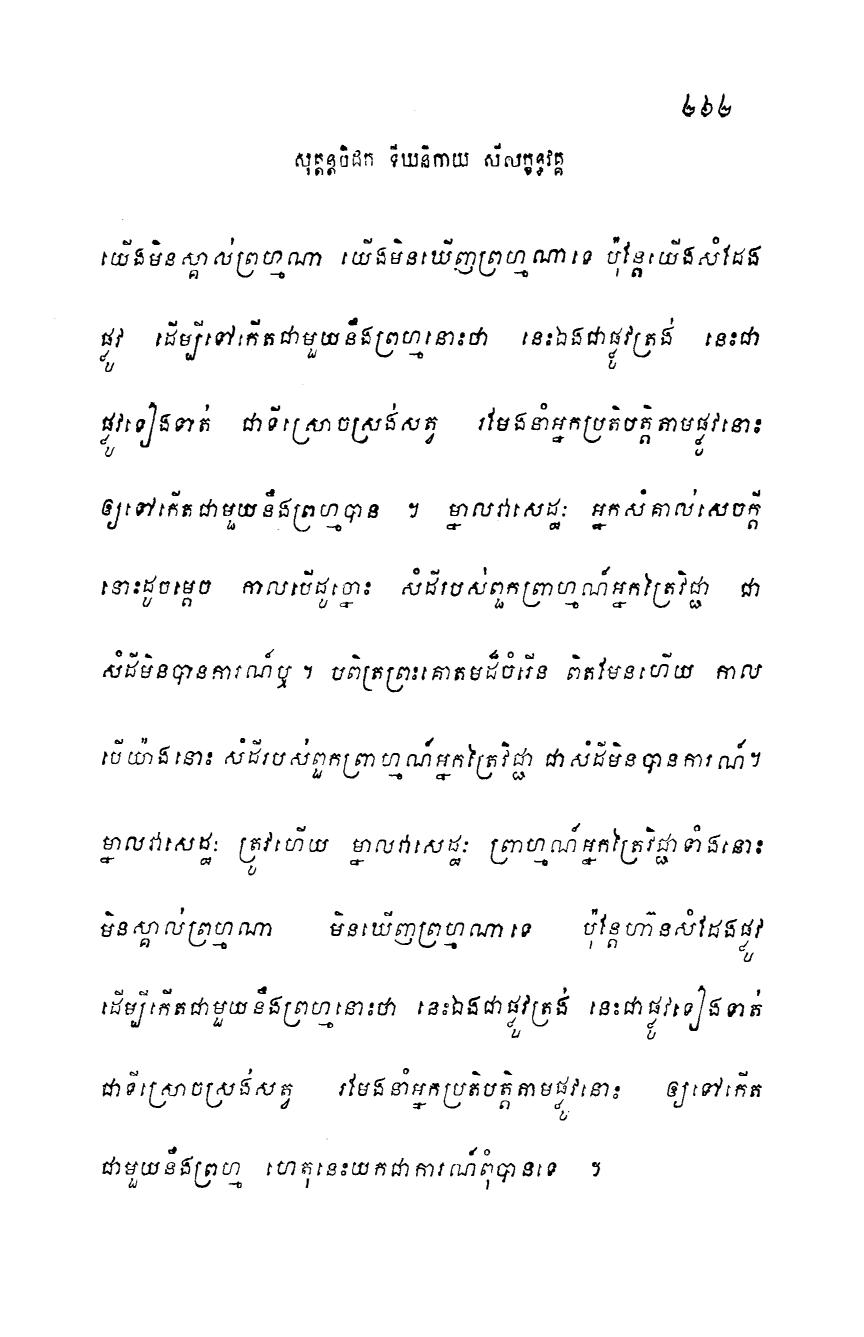 ២៦២
សុត្តន្តបិដក ទីឃនិកាយ សីលក្ខន្ធវគ្គ
យើងមិនស្គាល់ព្រហ្មណា យើងមិនឃើញព្រហ្មណាទេ ប៉ុន្តែយើងសំដែង
ផ្លូវ ដើម្បីទៅកើតជាមួយនឹងព្រហ្មនោះថា នេះឯងជាផ្លូវត្រង់ នេះជា
ផ្លូវទៀងទាត់ ជាទីស្រោចស្រង់សត្វ រមែងនាំអ្នកប្រតិបត្តិតាមផ្លូវនោះ
ឲ្យទៅកើតជាមួយនឹងព្រហ្មបាន ។ ម្នាលវាសេដ្ឋៈ អ្នកសំគាល់សេចក្តី
នោះដូចម្តេច កាលបើដូច្នោះ សំដីរបស់ពួកព្រាហ្មណ៍អ្នកត្រៃវិជ្ជា ជា
សំដីមិនបានការណ៍ឬ ។ បពិត្រព្រះគោតមដ៏ចំរើន ពិតមែនហើយ កាល
បើយ៉ាងនោះ សំដីរបស់ពួកព្រាហ្មណ៍អ្នកត្រៃវិជ្ជា ជាសំដីមិនបានការណ៍។
ម្នាលវាសេដ្ឋៈ ត្រូវហើយ ម្នាលវាសេដ្ឋៈ ព្រាហ្មណ៍អ្នកត្រៃវិជ្ជាទាំងនោះ
មិនស្គាល់ព្រហ្មណា មិនឃើញព្រហ្មណាទេ ប៉ុន្តែហ៊ានសំដែងផ្លូវ
ដើម្បីកើតជាមួយនឹងព្រហ្មនោះថា នេះឯងជាផ្លូវត្រង់ នេះជាផ្លូវទៀងទាត់
ជាទីស្រោចស្រង់សត្វ រមែងនាំអ្នកប្រតិបត្តិតាមផ្លូវនោះ ឲ្យទៅកើត
ជាមួយនឹងព្រហ្ម ហេតុនេះយកជាការណ៍ពុំបានទេ ។